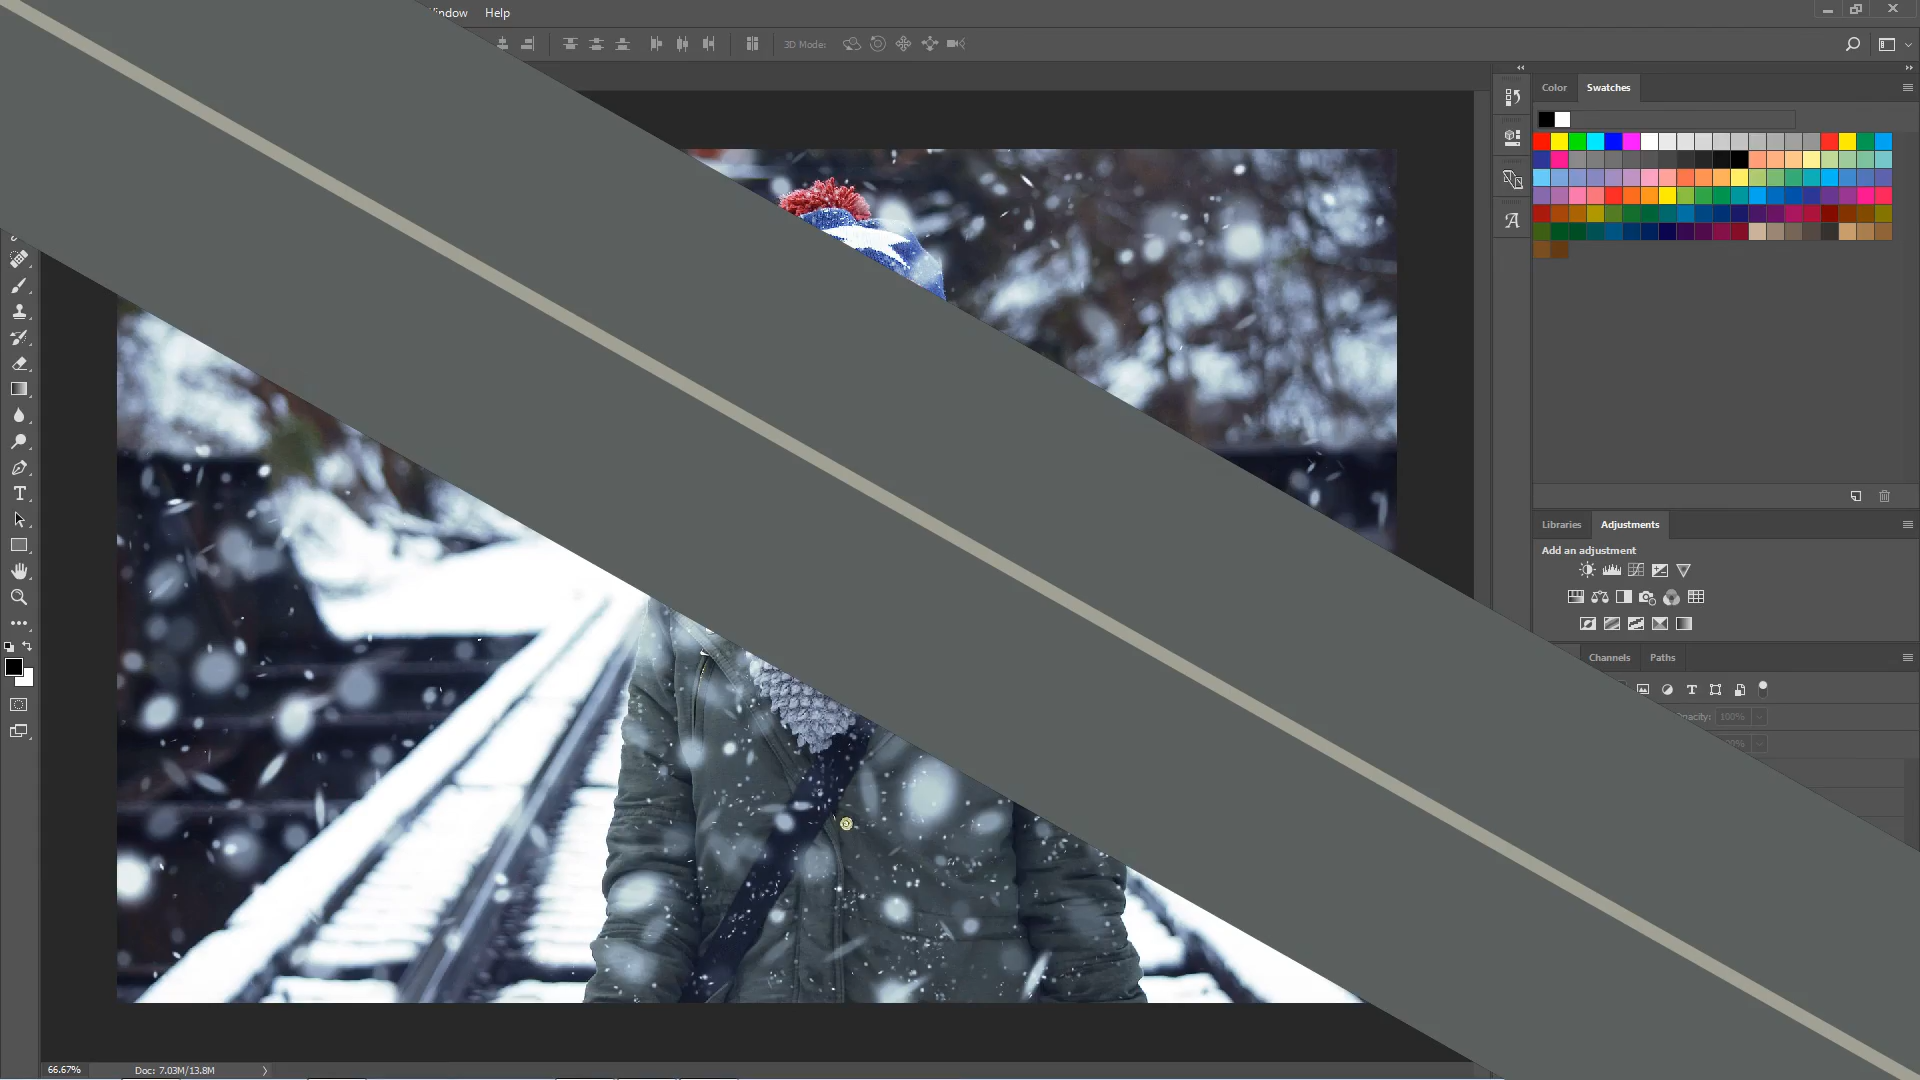 Window Help
3D Mode:
Color Swatches
Libraries Adjustments
Add an adjustment
Channels Paths
Opacity: 100%
66.67% Doc: 7.03M/13.8M